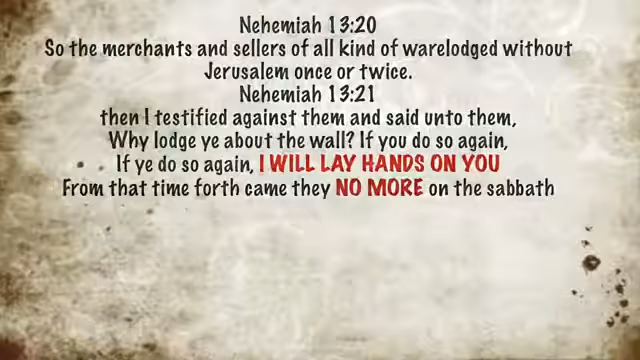 Nehemiah 13:20
So the merchants and sellers of all kind of warelodged without
Jerusalem once or twice.
Nehemiah 13:21
then I testified against them and said unto them,
Why lodge ye about the wall? If you do so again,
If ye do so again, I WILL LAY HANDS ON YOU
From that time forth came they NO MORE on the sabbath